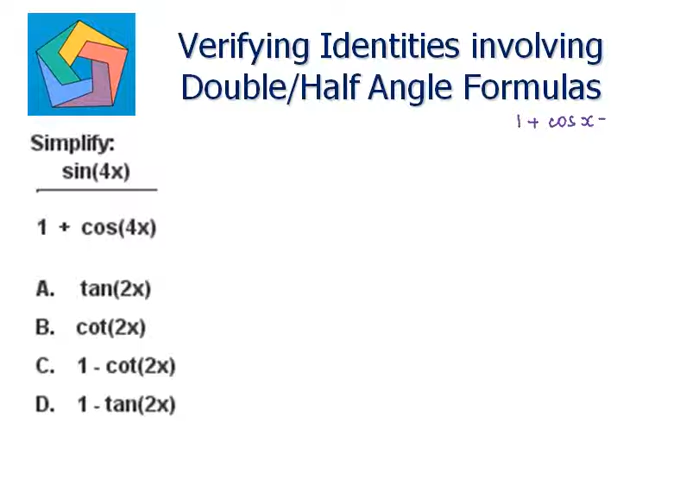 Verifying Identities involving
Double/Half Angle Formulas
1 + cos x -
Simplify:
sin(4x)
1 + cos(4x)
A. tan(2x)
B. cot(2x)
C. 1 - cot(2x)
D. 1 - tan(2x)